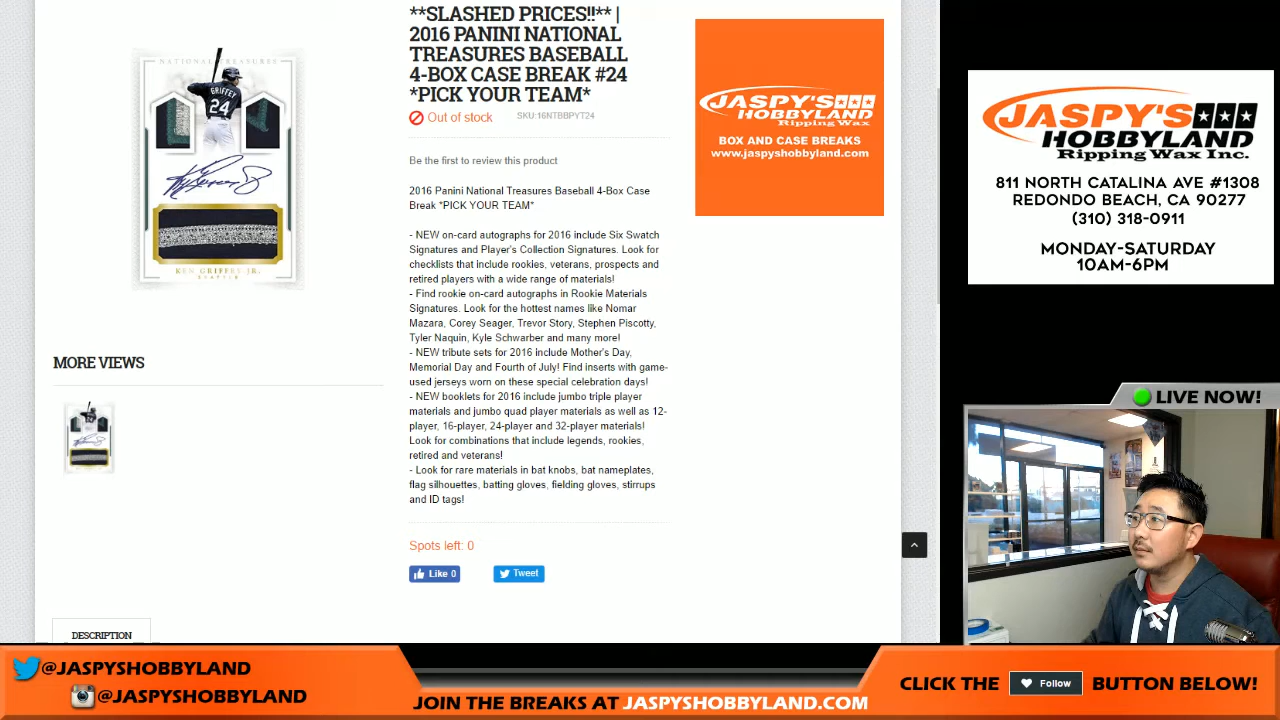 **SLASHED PRICES!!** |
2016 PANINI NATIONAL
TREASURES BASEBALL
4-BOX CASE BREAK #24
*PICK YOUR TEAM*
Out of stock
SKU:16NTBBPYT24
Be the first to review this product
2016 Panini National Treasures Baseball 4-Box Case
Break *PICK YOUR TEAM*
- NEW on-card autographs for 2016 include Six Swatch
Signatures and Player's Collection Signatures. Look for
checklists that include rookies, veterans, prospects and
retired players with a wide range of materials!
- Find rookie on-card autographs in Rookie Materials
Signatures. Look for the hottest names like Nomar
Mazara, Corey Seager, Trevor Story, Stephen Piscotty,
Tyler Naquin, Kyle Schwarber and many more!
- NEW tribute sets for 2016 include Mother's Day,
Memorial Day and Fourth of July! Find inserts with game-
used jerseys worn on these special celebration days!
- NEW booklets for 2016 include jumbo triple player
materials and jumbo quad player materials as well as 12-
player, 16-player, 24-player and 32-player materials!
Look for combinations that include legends, rookies,
retired and veterans!
- Look for rare materials in bat knobs, bat nameplates,
flag silhouettes, batting gloves, fielding gloves, stirrups
and ID tags!
Spots left: 0
Like 0
Tweet
NATIONAL TREASURES
GRIFFEY
24
KEN GRIFFEY JR.
SEATTLE
MORE VIEWS
DESCRIPTION
JASPY'S
Ripping Wax
BOX AND CASE BREAKS
www.jaspyshobbyland.com
JASPY'S
HOBBYLAND
Ripping Wax Inc.
811 NORTH CATALINA AVE #1308
REDONDO BEACH, CA 90277
(310) 318-0911
MONDAY-SATURDAY
10AM-6PM
LIVE NOW!
@JASPYSHOBBYLAND
@JASPYSHOBBYLAND
JOIN THE BREAKS AT JASPYSHOBBYLAND.COM
CLICK THE Follow BUTTON BELOW!